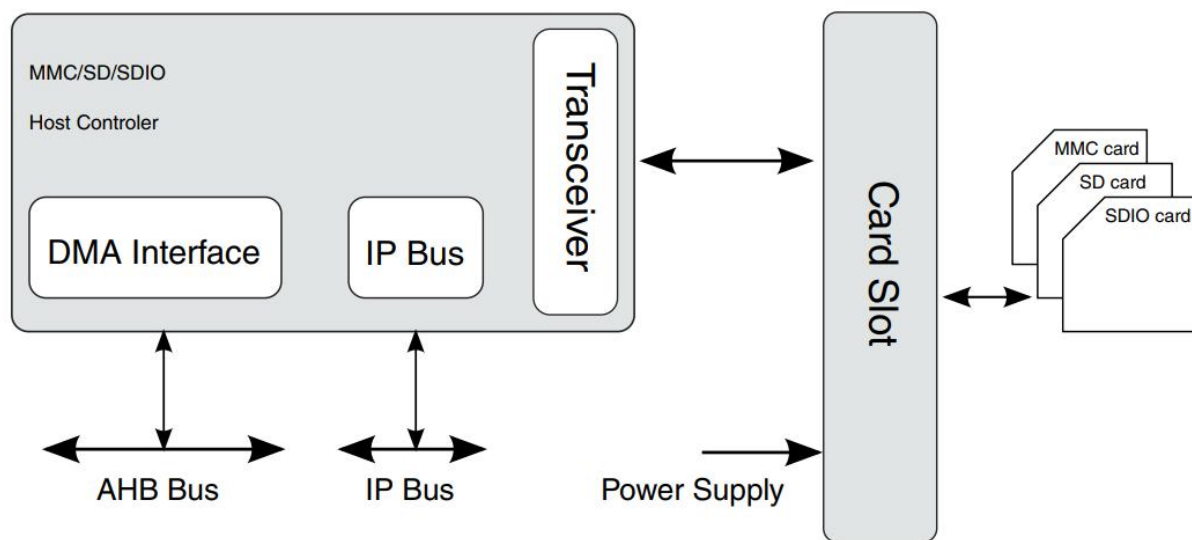 MMC/SD/SDIO
Host Controler
Transceiver
DMA Interface
IP Bus
AHB Bus
IP Bus
Power Supply
Card Slot
MMC card
SD card
SDIO card